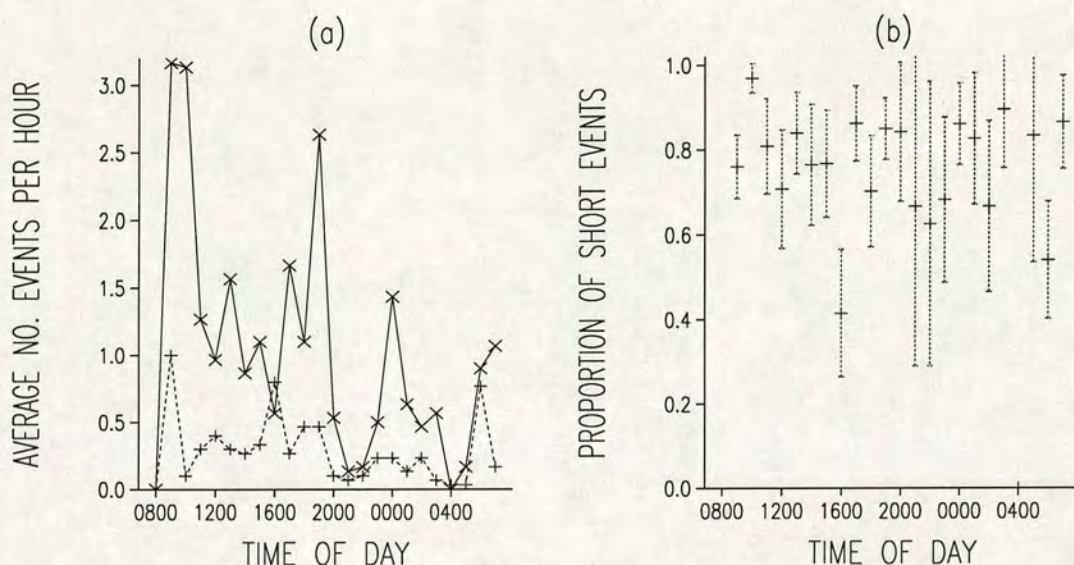 (a)
AVERAGE NO. EVENTS PER HOUR
3.0
2.5
2.0
1.5
1.0
0.5
0.0
0800 1200 1600 2000 0000 0400
TIME OF DAY
(b)
PROPORTION OF SHORT EVENTS
1.0
0.8
0.6
0.4
0.2
0.0
0800 1200 1600 2000 0000 0400
TIME OF DAY